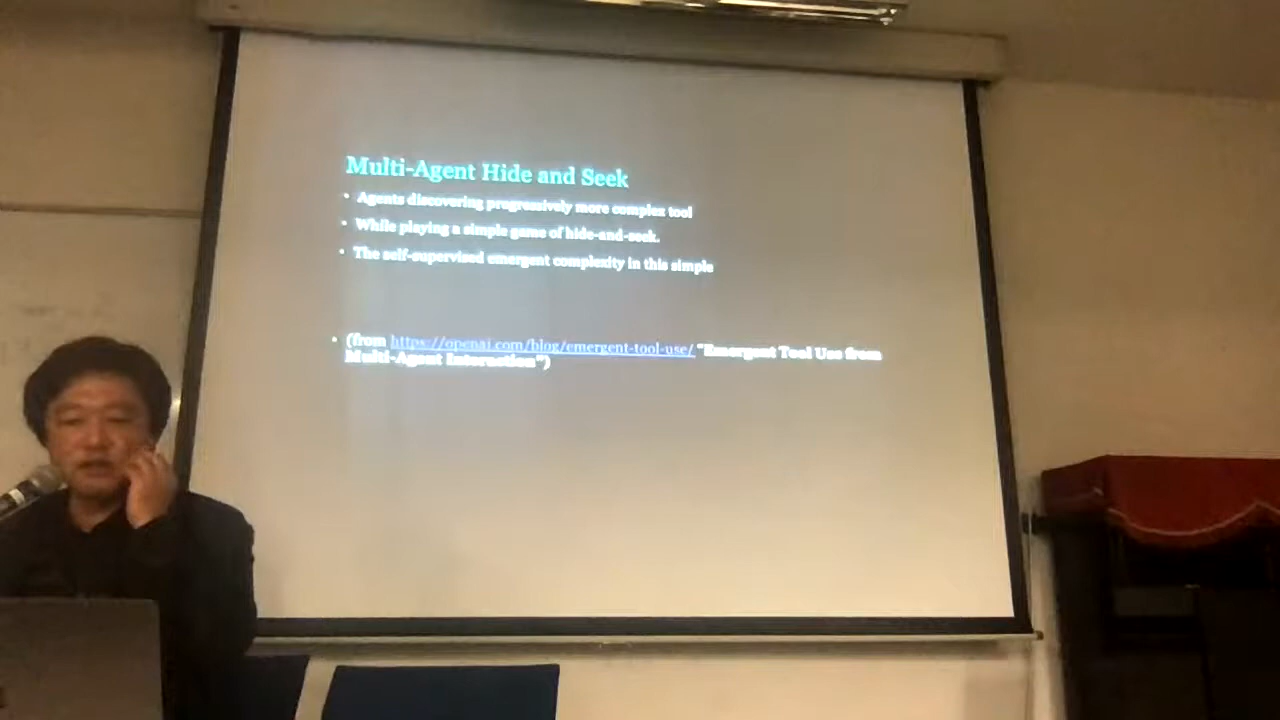 Multi-Agent Hide and Seek
• Agents discovering progressively more complex tool
• While playing a simple game of hide-and-seek.
• The self-supervised emergent complexity in this simple
• (from https://openai.com/blog/emergent-tool-use/ "Emergent Tool Use from
Multi-Agent Interaction")